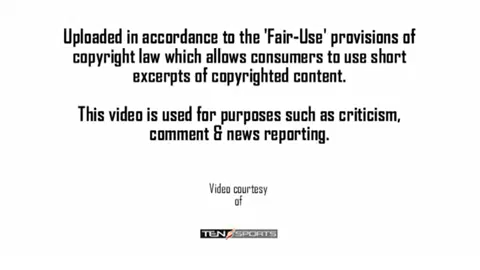 Uploaded in accordance to the 'Fair-Use' provisions of
copyright law which allows consumers to use short
excerpts of copyrighted content.
This video is used for purposes such as criticism,
comment & news reporting.
Video courtesy
of
TEN SPORTS